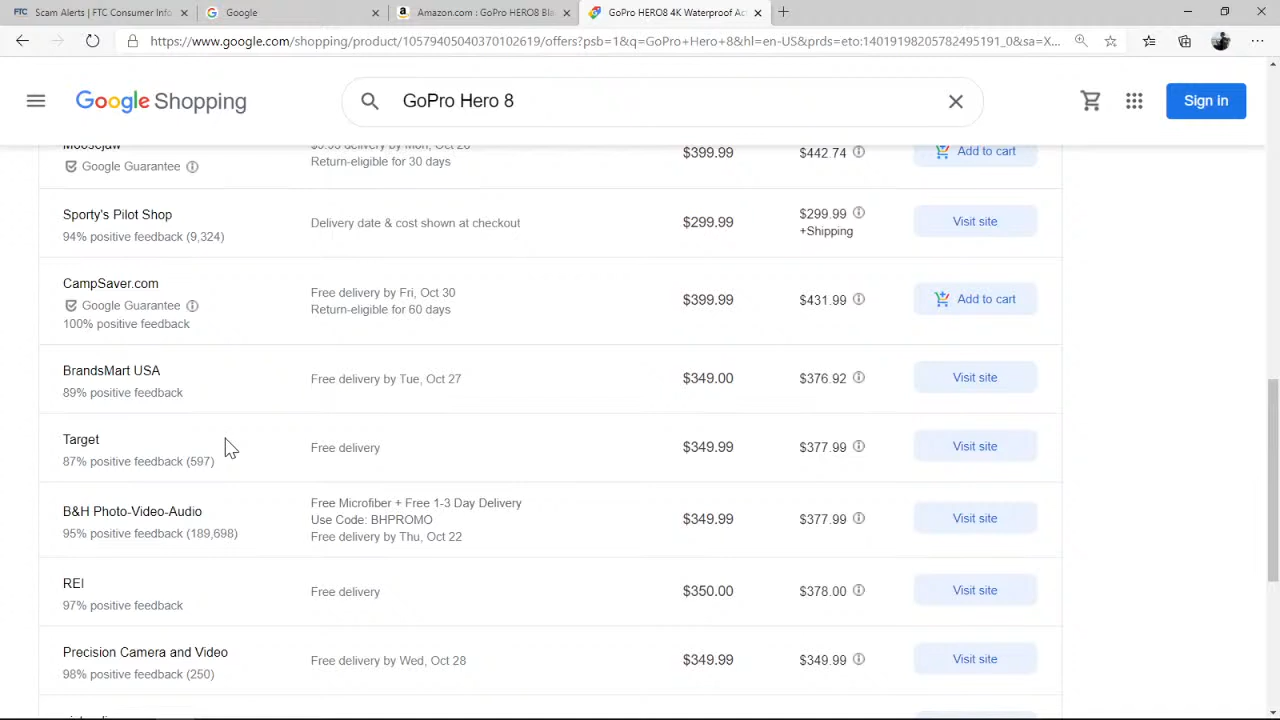 Scam Alerts | FTC Consumer Info
Google
Amazon.com : GoPro HERO8 Bla
GoPro HERO8 4K Waterproof Ac
https://www.google.com/shopping/product/10579405040370102619/offers?psb=1&q=GoPro+Hero+8&hl=en-US&prds=eto:14019198205782495191_0&sa=X...
Google Shopping
GoPro Hero 8
Sign in
Moosejaw
$399.99
$442.74
Add to cart
Google Guarantee
Return-eligible for 30 days
Sporty's Pilot Shop
94% positive feedback (9,324)
Delivery date & cost shown at checkout
$299.99
$299.99
+Shipping
Visit site
CampSaver.com
Google Guarantee
100% positive feedback
Free delivery by Fri, Oct 30
Return-eligible for 60 days
$399.99
$431.99
Add to cart
BrandsMart USA
89% positive feedback
Free delivery by Tue, Oct 27
$349.00
$376.92
Visit site
Target
87% positive feedback (597)
Free delivery
$349.99
$377.99
Visit site
B&H Photo-Video-Audio
95% positive feedback (189,698)
Free Microfiber + Free 1-3 Day Delivery
Use Code: BHPROMO
Free delivery by Thu, Oct 22
$349.99
$377.99
Visit site
REI
97% positive feedback
Free delivery
$350.00
$378.00
Visit site
Precision Camera and Video
98% positive feedback (250)
Free delivery by Wed, Oct 28
$349.99
$349.99
Visit site